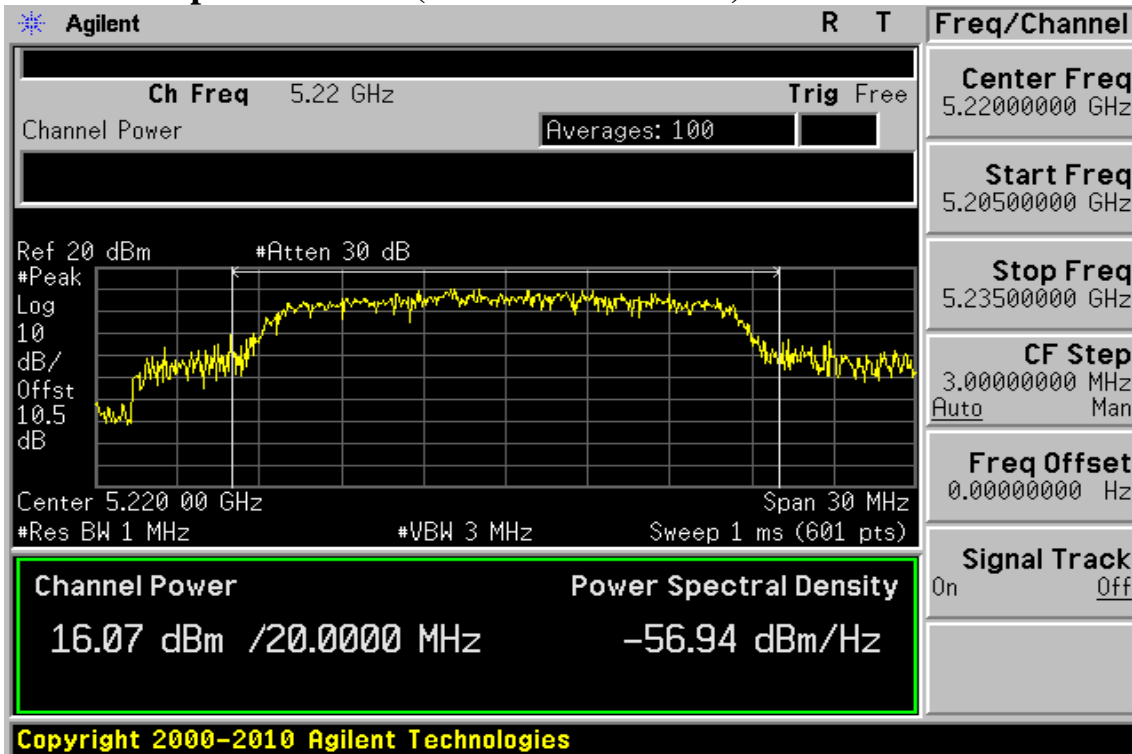 Agilent R T
Ch Freq 5.22 GHz Trig Free
Channel Power Averages: 100
Ref 20 dBm #Atten 30 dB
#Peak
Log
10
dB/
Offst
10.5
dB
Center 5.220 00 GHz Span 30 MHz
#Res BW 1 MHz #VBW 3 MHz Sweep 1 ms (601 pts)
Channel Power Power Spectral Density
16.07 dBm /20.0000 MHz -56.94 dBm/Hz
Copyright 2000-2010 Agilent Technologies
Freq/Channel
Center Freq
5.22000000 GHz
Start Freq
5.20500000 GHz
Stop Freq
5.23500000 GHz
CF Step
3.00000000 MHz
Auto Man
Freq Offset
0.00000000 Hz
Signal Track
On Off